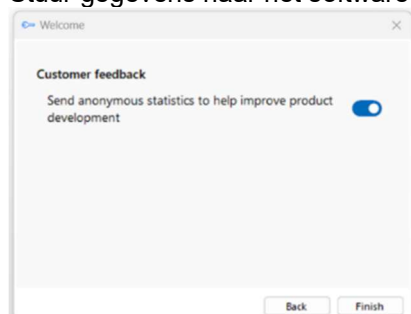 Stuur gegevens naar het software
Welcome
Customer feedback
Send anonymous statistics to help improve product
development
Back Finish